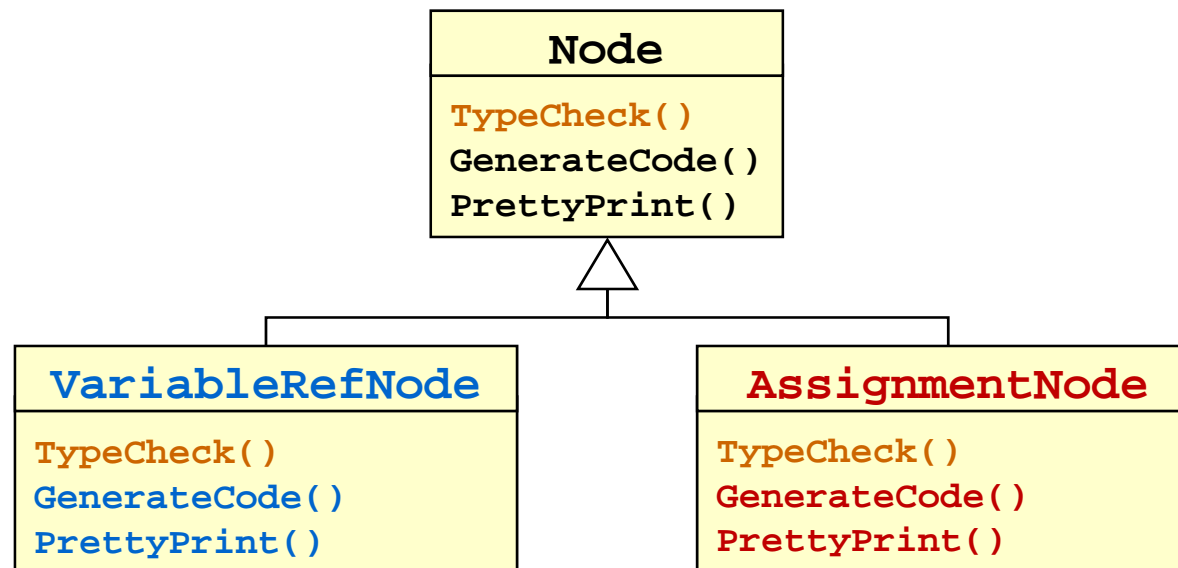 Node
TypeCheck()
GenerateCode()
PrettyPrint()
VariableRefNode
TypeCheck()
GenerateCode()
PrettyPrint()
AssignmentNode
TypeCheck()
GenerateCode()
PrettyPrint()